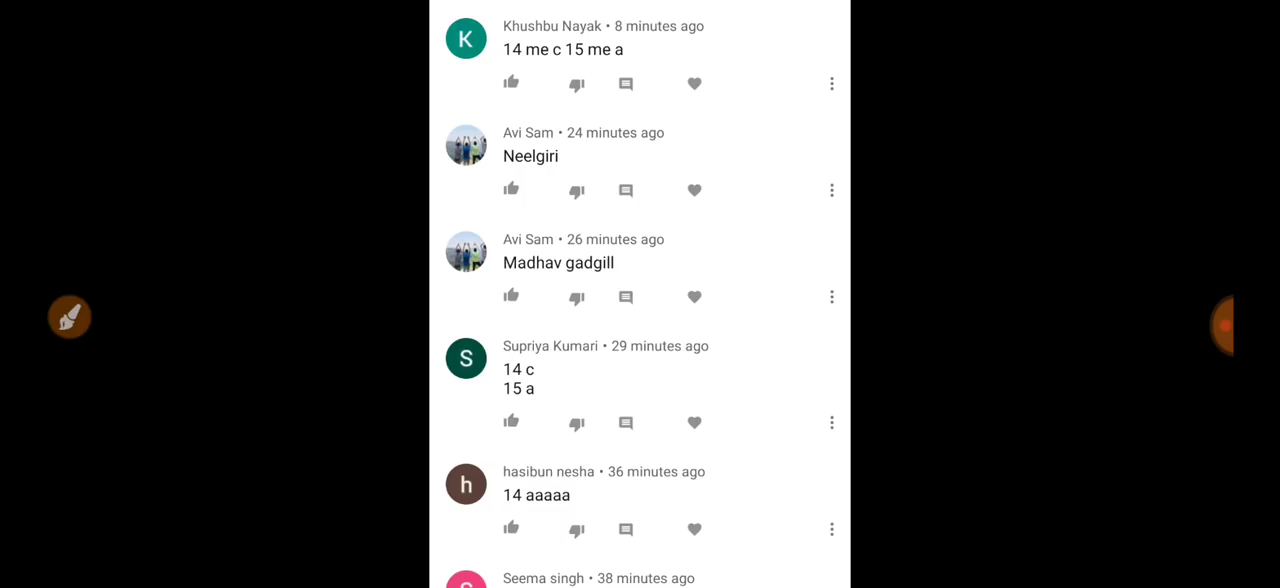 K
Khushbu Nayak • 8 minutes ago
14 me c 15 me a
Avi Sam • 24 minutes ago
Neelgiri
Avi Sam • 26 minutes ago
Madhav gadgill
S
Supriya Kumari • 29 minutes ago
14 c
15 a
h
hasibun nesha • 36 minutes ago
14 aaaaa
S
Seema singh • 38 minutes ago